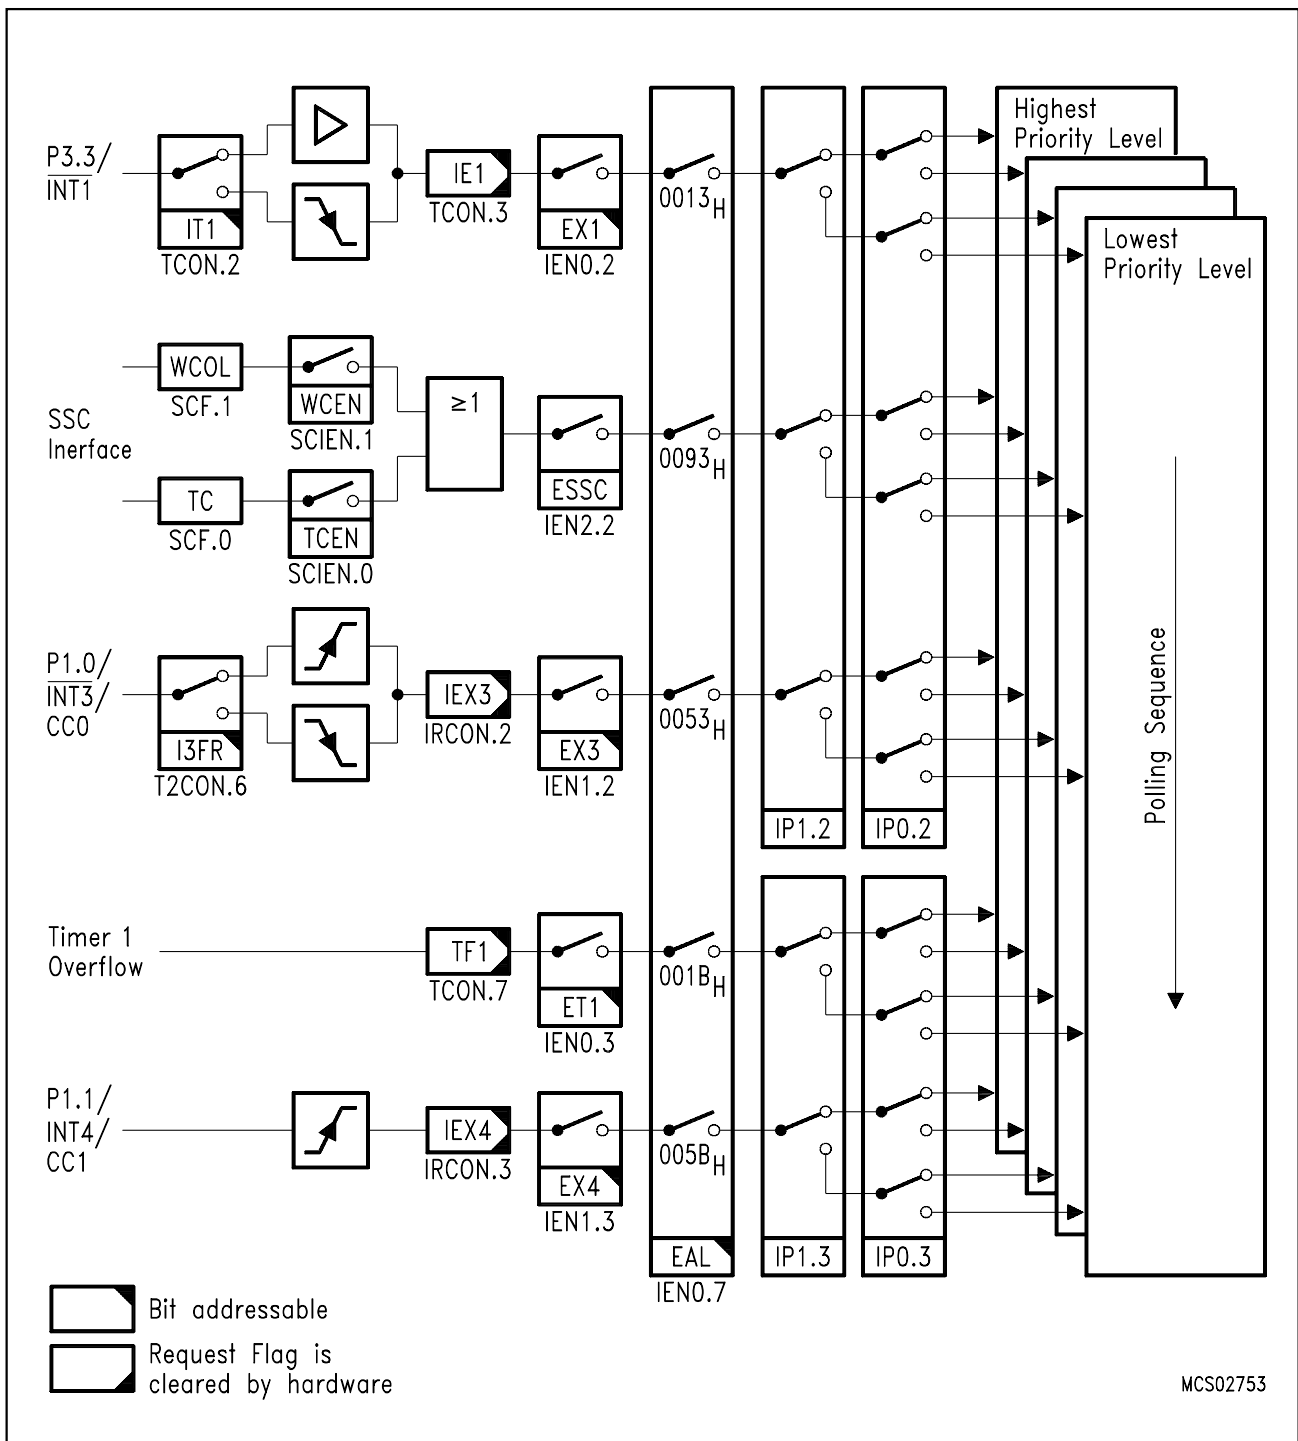 Highest
Priority Level
Lowest
Priority Level
P3.3/
INT1
IT1
TCON.2
IE1
TCON.3
EX1
IEN0.2
0013H
SSC
Inerface
WCOL
SCF.1
WCEN
SCIEN.1
TC
SCF.0
TCEN
SCIEN.0
≥1
ESSC
IEN2.2
0093H
P1.0/
INT3/
CC0
I3FR
T2CON.6
IEX3
IRCON.2
EX3
IEN1.2
0053H
IP1.2
IP0.2
Polling Sequence
Timer 1
Overflow
TF1
TCON.7
ET1
IEN0.3
001BH
P1.1/
INT4/
CC1
IEX4
IRCON.3
EX4
IEN1.3
005BH
EAL
IEN0.7
IP1.3
IP0.3
Bit addressable
Request Flag is
cleared by hardware
MCS02753